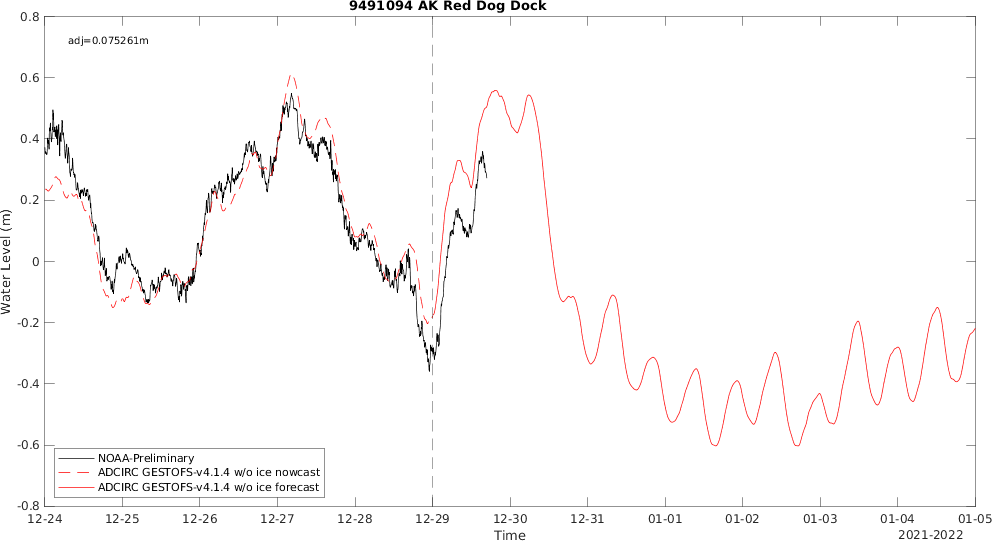 9491094 AK Red Dog Dock
adj=0.075261m
0.8
0.6
0.4
0.2
0
-0.2
-0.4
-0.6
-0.8
Water Level (m)
NOAA-Preliminary
ADCIRC GESTOFS-v4.1.4 w/o ice nowcast
ADCIRC GESTOFS-v4.1.4 w/o ice forecast
12-24 12-25 12-26 12-27 12-28 12-29 12-30 12-31 01-01 01-02 01-03 01-04 01-05
Time
2021-2022